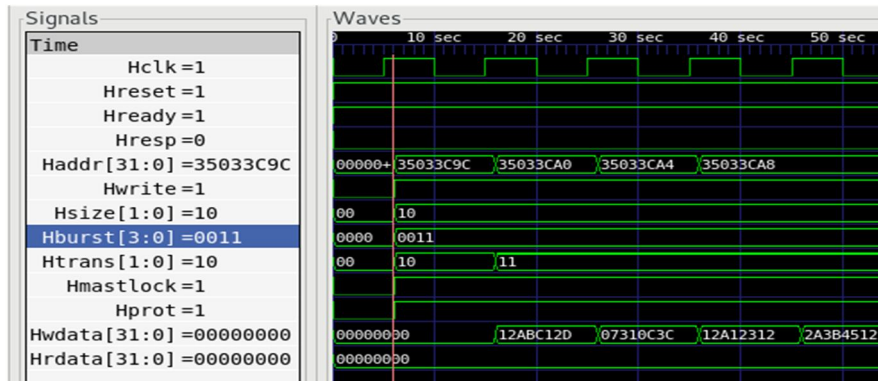 Signals
Waves
Time
0 10 sec 20 sec 30 sec 40 sec 50 sec
Hclk =1
Hreset =1
Hready =1
Hresp =0
Haddr[31:0] =35033C9C 00000+ 35033C9C 35033CA0 35033CA4 35033CA8
Hwrite =1
Hsize[1:0] =10 00 10
Hburst[3:0] =0011 0000 0011
Htrans[1:0] =10 00 10 11
Hmastlock =1
Hprot =1
Hwdata[31:0] =00000000 00000000 12ABC12D 07310C3C 12A12312 2A3B4512
Hrdata[31:0] =00000000 00000000